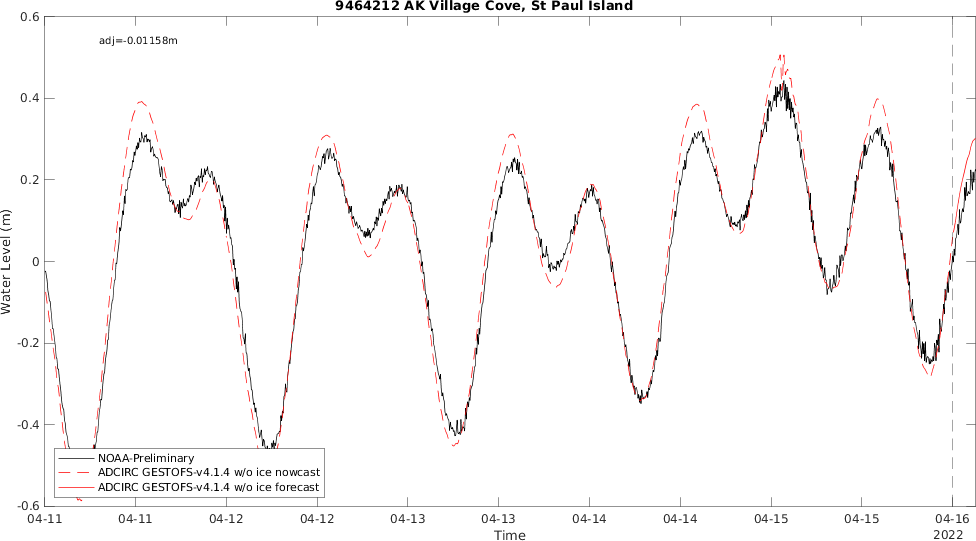 9464212 AK Village Cove, St Paul Island
adj=-0.01158m
0.6
0.4
0.2
0
-0.2
-0.4
-0.6
Water Level (m)
NOAA-Preliminary
ADCIRC GESTOFS-v4.1.4 w/o ice nowcast
ADCIRC GESTOFS-v4.1.4 w/o ice forecast
04-11 04-11 04-12 04-12 04-13 04-13 04-14 04-14 04-15 04-15 04-16
Time
2022